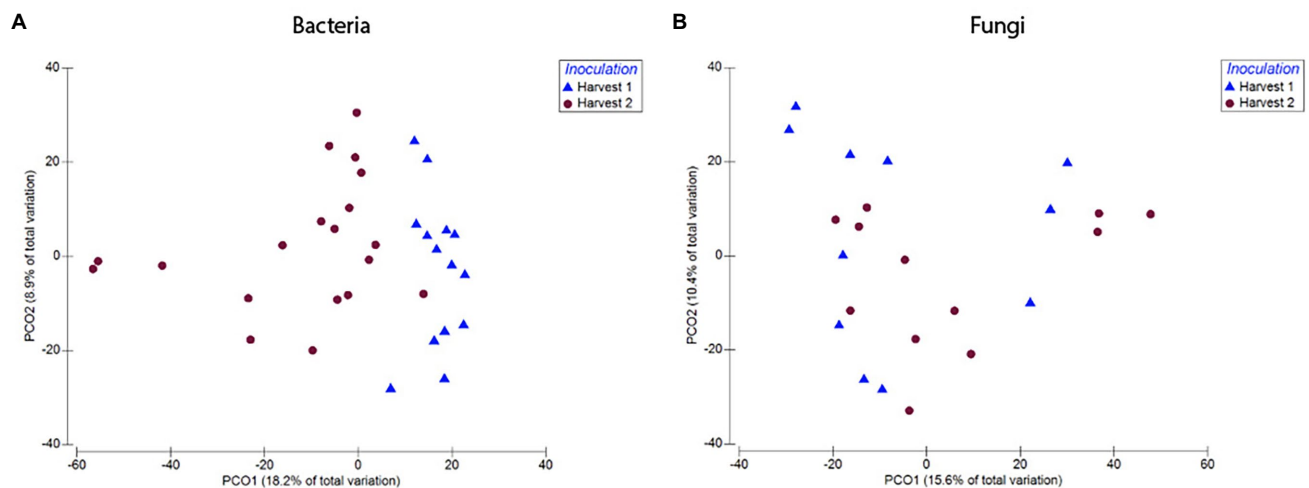 A
Bacteria
Inoculation
Harvest 1
Harvest 2
40
20
0
-20
-40
PCO2 (8.9% of total variation)
-60
-40
-20
0
20
40
PCO1 (18.2% of total variation)
B
Fungi
Inoculation
Harvest 1
Harvest 2
40
20
0
-20
-40
PCO2 (10.4% of total variation)
-40
-20
0
20
40
60
PCO1 (15.6% of total variation)